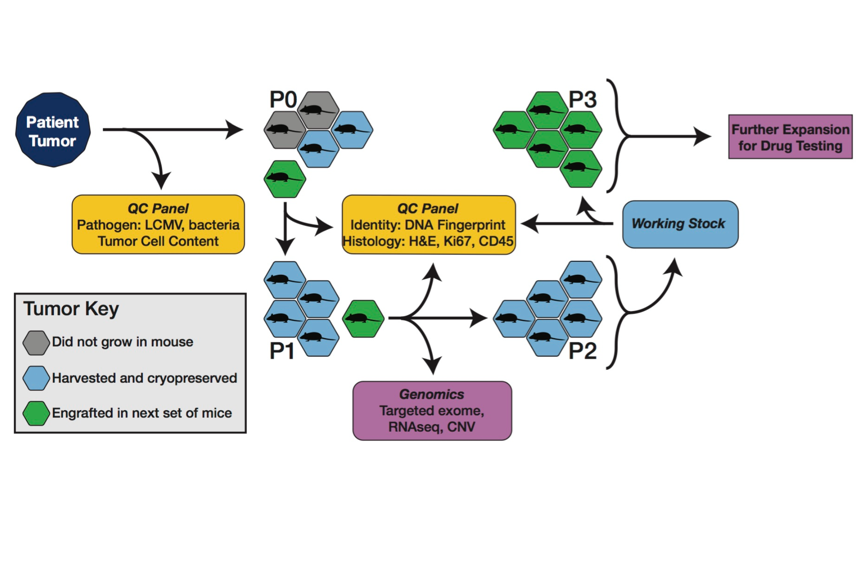 Patient
Tumor
P0
P3
Further Expansion
for Drug Testing
QC Panel
Pathogen: LCMV, bacteria
Tumor Cell Content
QC Panel
Identity: DNA Fingerprint
Histology: H&E, Ki67, CD45
Working Stock
P1
P2
Tumor Key
Did not grow in mouse
Harvested and cryopreserved
Engrafted in next set of mice
Genomics
Targeted exome,
RNAseq, CNV